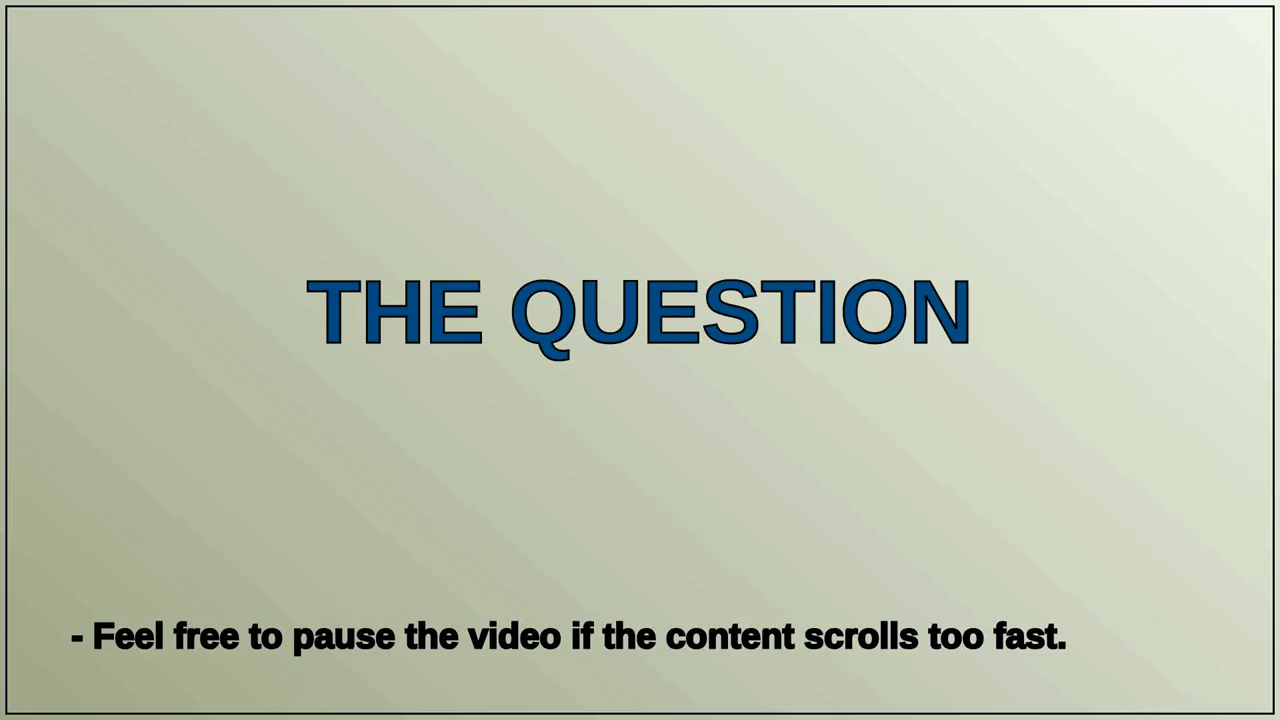 THE QUESTION
- Feel free to pause the video if the content scrolls too fast.